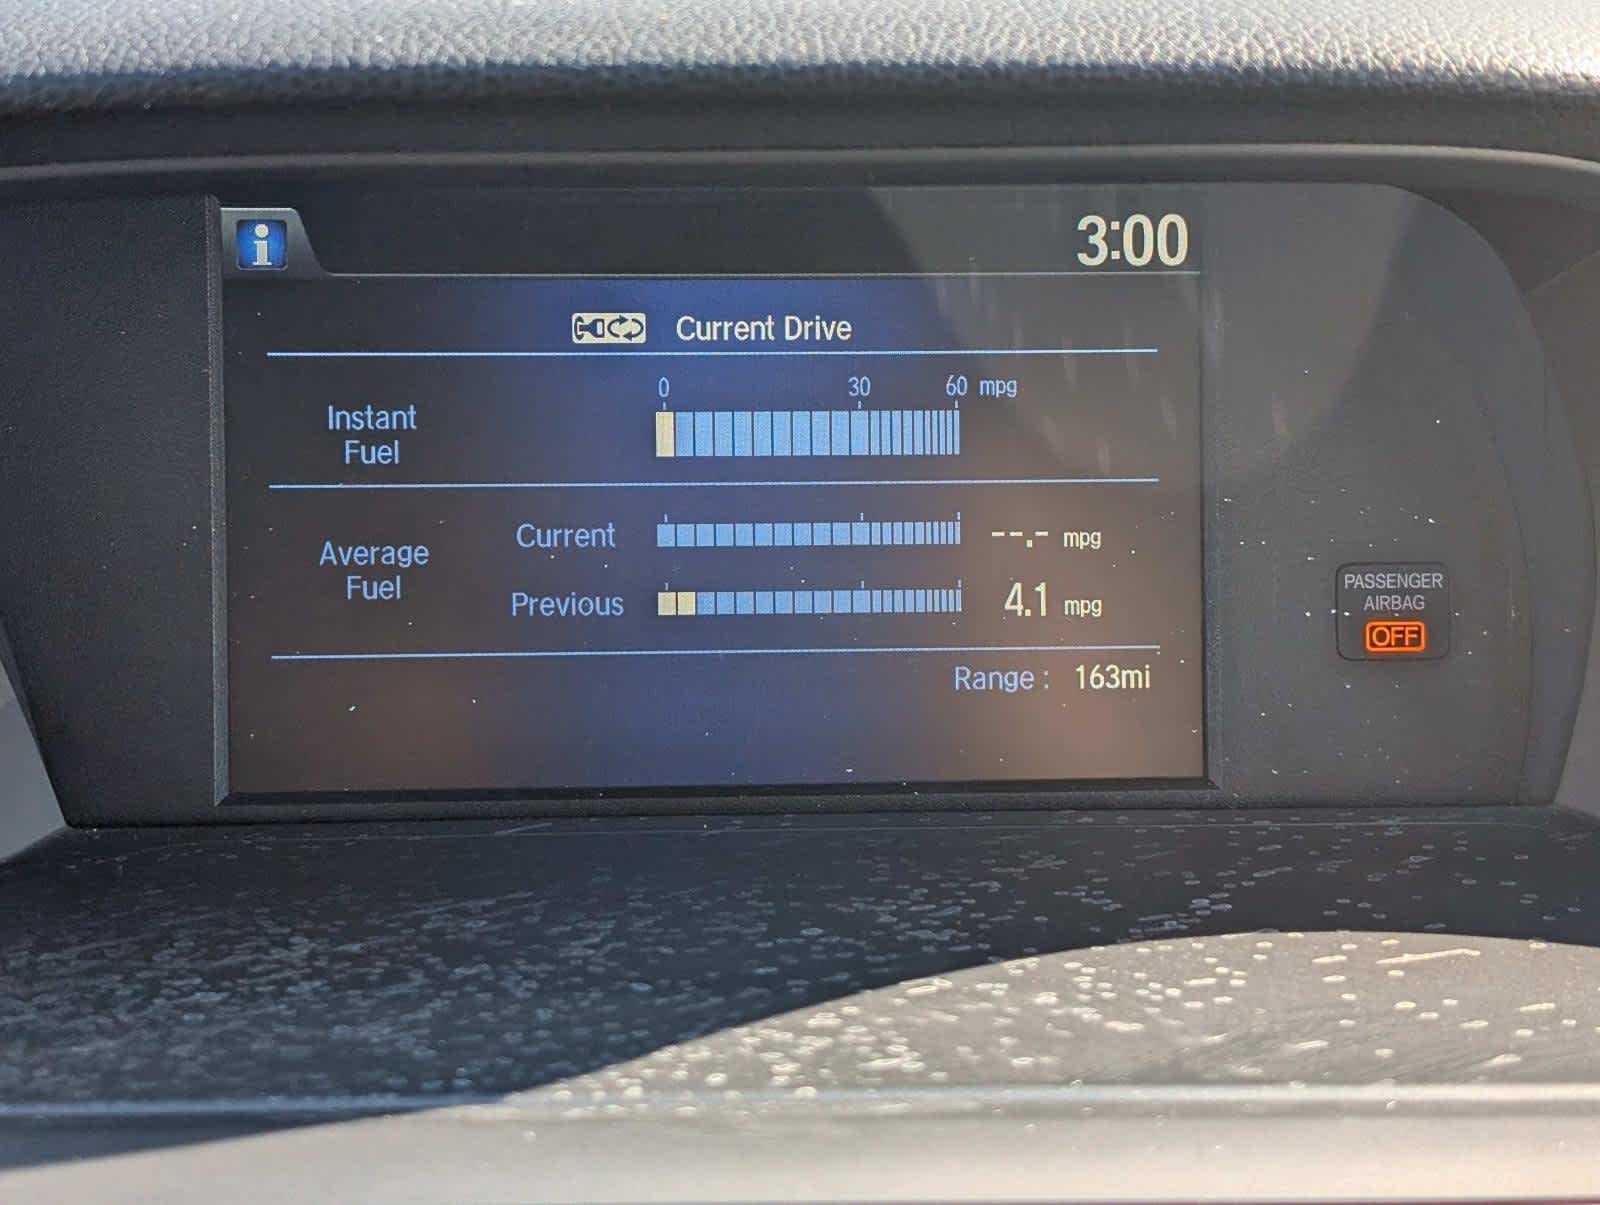 i
3:00
Current Drive
0 30 60 mpg
Instant
Fuel
Average
Fuel
Current --.- mpg
Previous 4.1 mpg
Range : 163mi
PASSENGER
AIRBAG
OFF